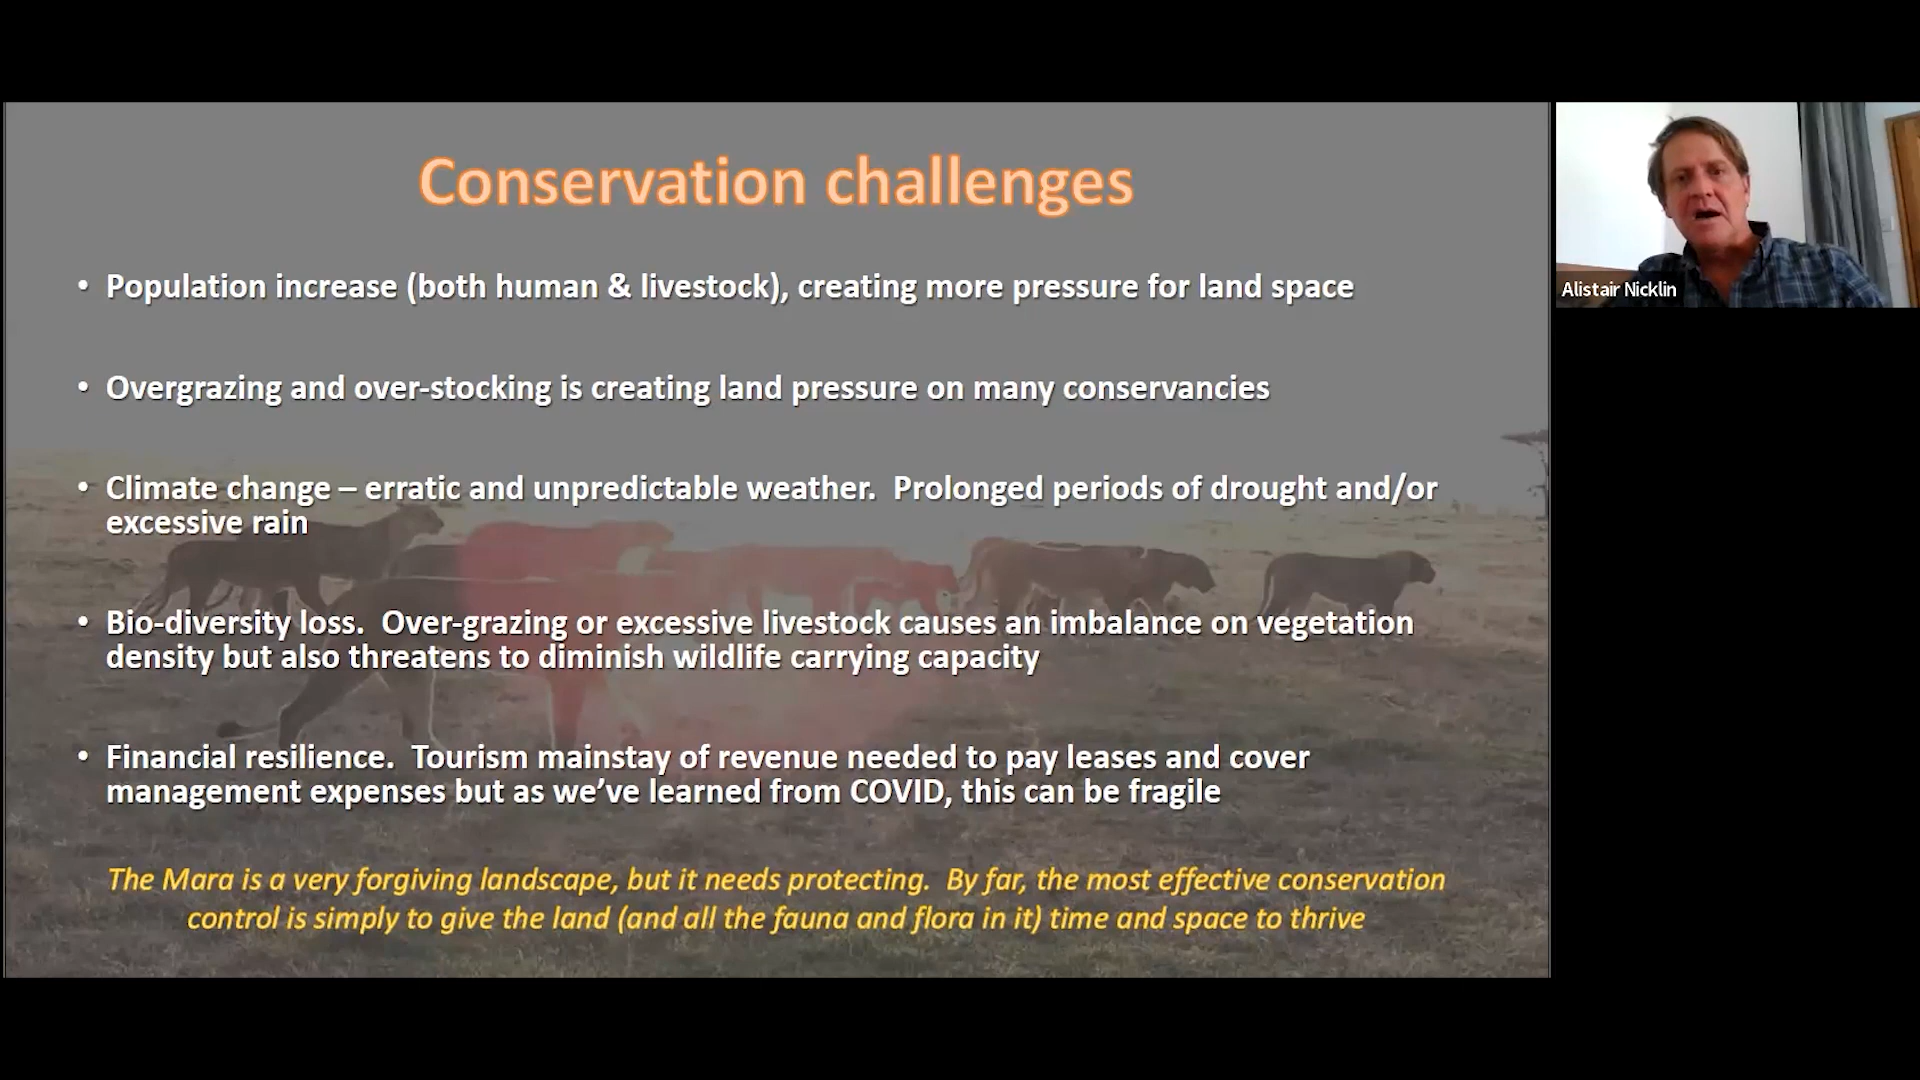 Conservation challenges
• Population increase (both human & livestock), creating more pressure for land space
• Overgrazing and over-stocking is creating land pressure on many conservancies
• Climate change – erratic and unpredictable weather.  Prolonged periods of drought and/or
excessive rain
• Bio-diversity loss.  Over-grazing or excessive livestock causes an imbalance on vegetation
density but also threatens to diminish wildlife carrying capacity
• Financial resilience.  Tourism mainstay of revenue needed to pay leases and cover
management expenses but as we’ve learned from COVID, this can be fragile
The Mara is a very forgiving landscape, but it needs protecting.  By far, the most effective conservation
control is simply to give the land (and all the fauna and flora in it) time and space to thrive
Alistair Nicklin